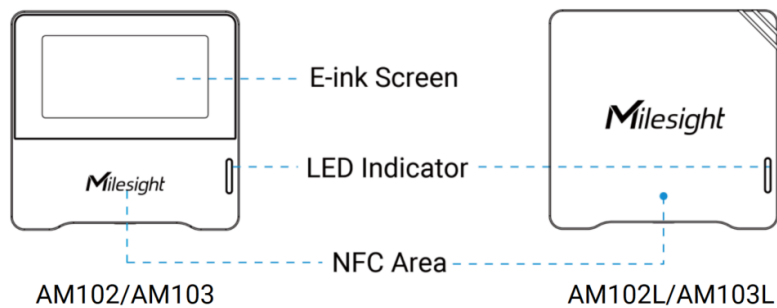 E-ink Screen
Milesight
LED Indicator
Milesight
NFC Area
AM102/AM103
AM102L/AM103L